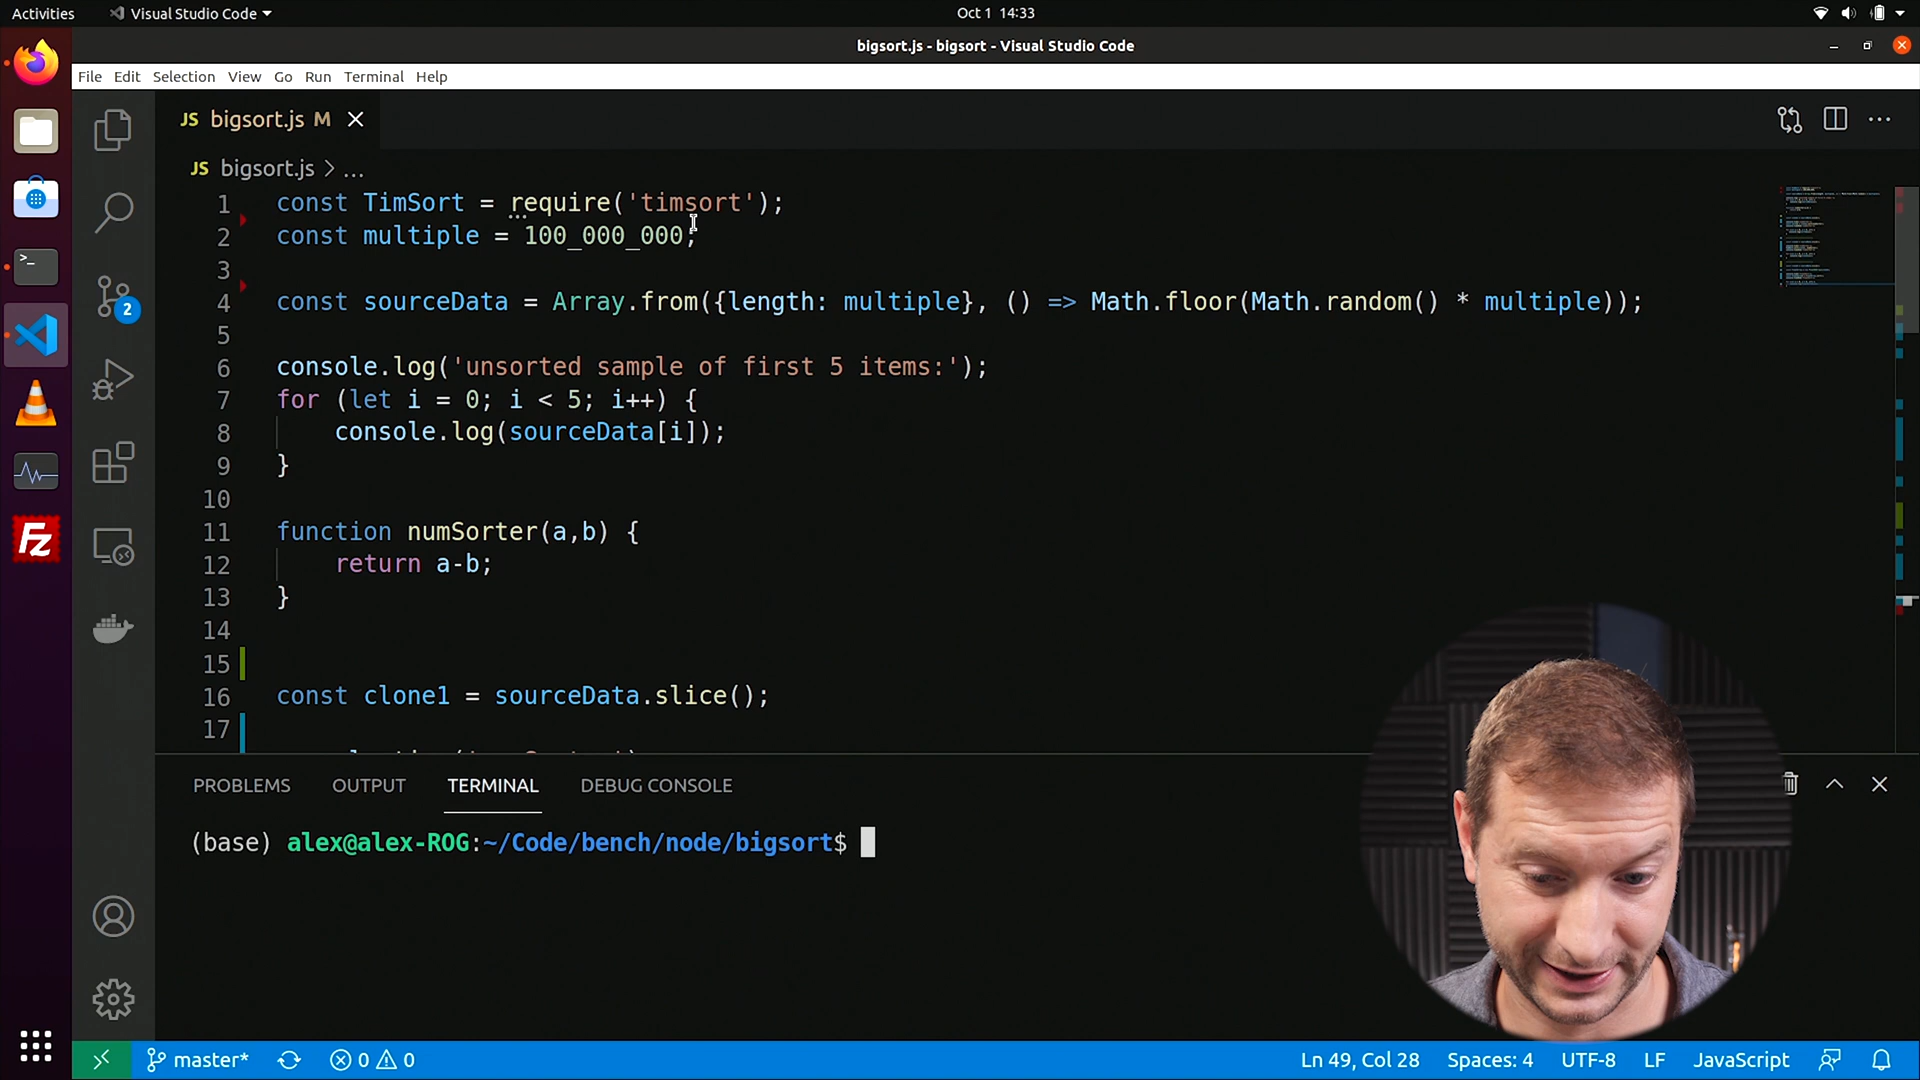 Activities
Visual Studio Code
Oct 1 14:33
bigsort.js - bigsort - Visual Studio Code
File Edit Selection View Go Run Terminal Help
JS bigsort.js M
JS bigsort.js > ...
1 const TimSort = require('timsort');
2 const multiple = 100_000_000;
3
4 const sourceData = Array.from({length: multiple}, () => Math.floor(Math.random() * multiple));
5
6 console.log('unsorted sample of first 5 items:');
7 for (let i = 0; i < 5; i++) {
8 console.log(sourceData[i]);
9 }
10
11 function numSorter(a,b) {
12 return a-b;
13 }
14
15
16 const clone1 = sourceData.slice();
17
2
PROBLEMS OUTPUT TERMINAL DEBUG CONSOLE
(base) alex@alex-ROG:~/Code/bench/node/bigsort$
Fz
master* 0 0 Ln 49, Col 28 Spaces: 4 UTF-8 LF JavaScript